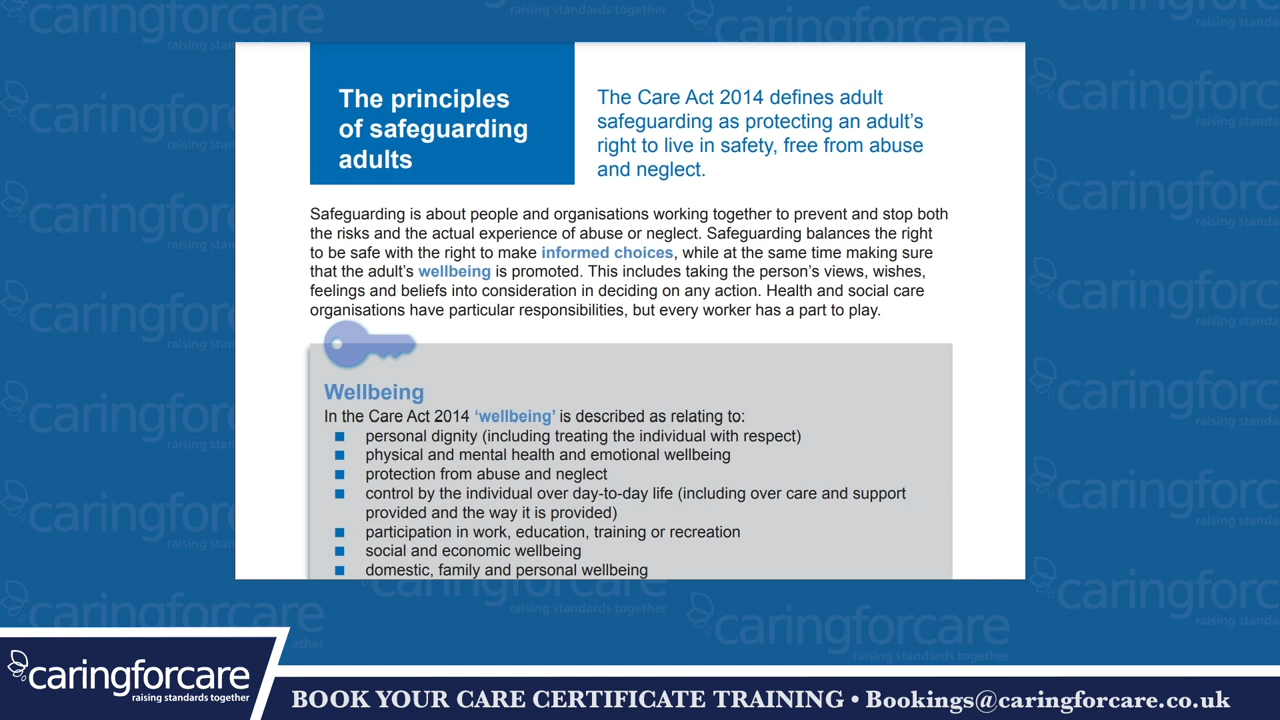 The principles
of safeguarding
adults
The Care Act 2014 defines adult
safeguarding as protecting an adult's
right to live in safety, free from abuse
and neglect.
Safeguarding is about people and organisations working together to prevent and stop both
the risks and the actual experience of abuse or neglect. Safeguarding balances the right
to be safe with the right to make informed choices, while at the same time making sure
that the adult's wellbeing is promoted. This includes taking the person's views, wishes,
feelings and beliefs into consideration in deciding on any action. Health and social care
organisations have particular responsibilities, but every worker has a part to play.
Wellbeing
In the Care Act 2014 'wellbeing' is described as relating to:
personal dignity (including treating the individual with respect)
physical and mental health and emotional wellbeing
protection from abuse and neglect
control by the individual over day-to-day life (including over care and support
provided and the way it is provided)
participation in work, education, training or recreation
social and economic wellbeing
domestic, family and personal wellbeing
caringforcare
raising standards together
BOOK YOUR CARE CERTIFICATE TRAINING • Bookings@caringforcare.co.uk